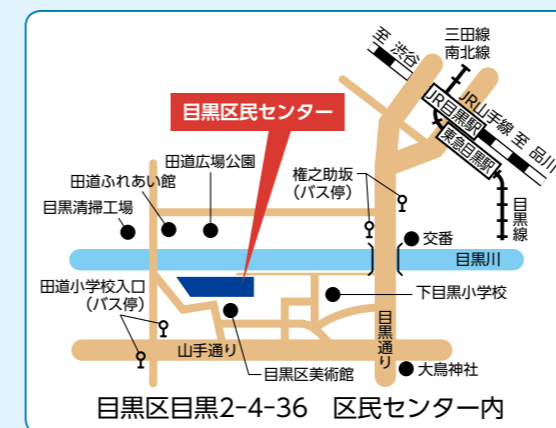 至 渋谷
三田線
南北線
JR目黒駅
JR山手線
至 品川
東急目黒駅
目黒線
目黒区民センター
田道広場公園
田道ふれあい館
目黒清掃工場
権之助坂
(バス停)
交番
目黒川
田道小学校入口
(バス停)
下目黒小学校
目黒通り
山手通り
目黒区美術館
大鳥神社
目黒区目黒2-4-36 区民センター内